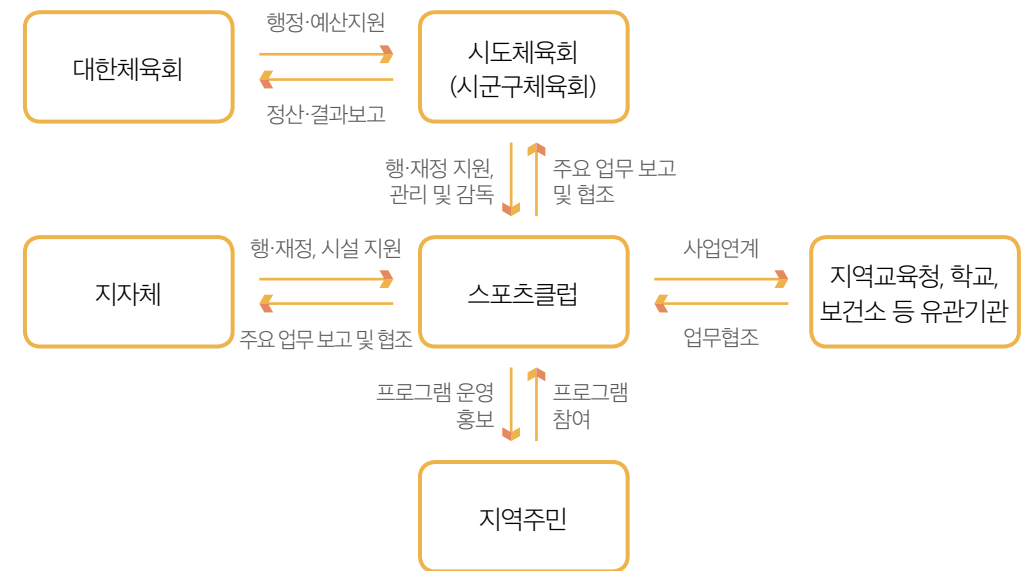 행정·예산지원
대한체육회
시도체육회
(시군구체육회)
정산·결과보고
행·재정 지원,
관리 및 감독
주요 업무 보고
및 협조
행·재정, 시설 지원
사업연계
지자체
스포츠클럽
지역교육청, 학교,
보건소 등 유관기관
주요 업무 보고 및 협조
업무협조
프로그램 운영
홍보
프로그램
참여
지역주민